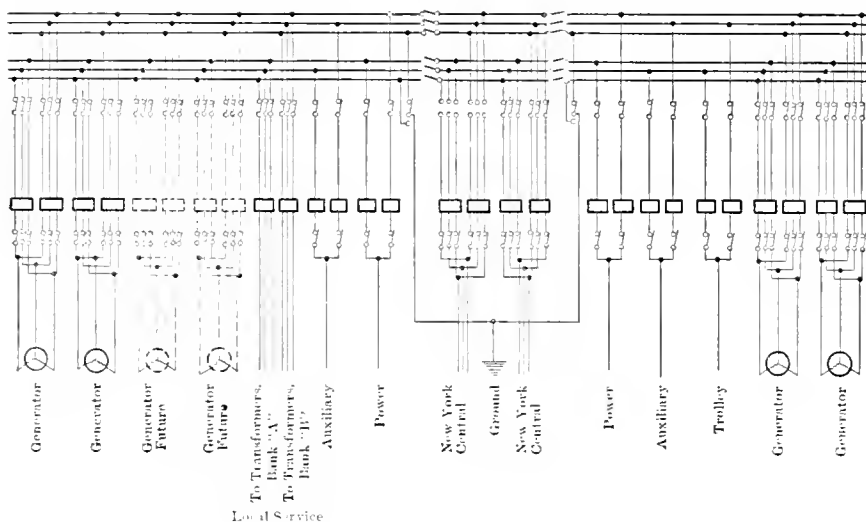 Generator
Generator
Generator
Future
Generator
Future
To Transformers,
Bank "A"
To Transformers,
Bank "B"
Auxiliary
Power
New York
Central
Ground
New York
Central
Power
Auxiliary
Trolley
Generator
Generator
Local Service